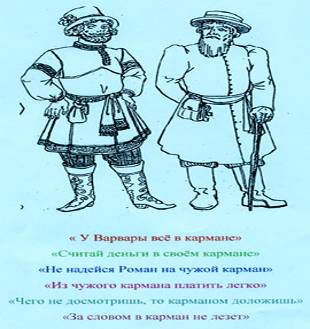 « У Варвары всё в кармане»
«Считай деньги в своём кармане»
«Не надейся Роман на чужой карман»
«Из чужого кармана платить легко»
«Чего не досмотришь, то карманом доложишь»
«За словом в карман не лезет»